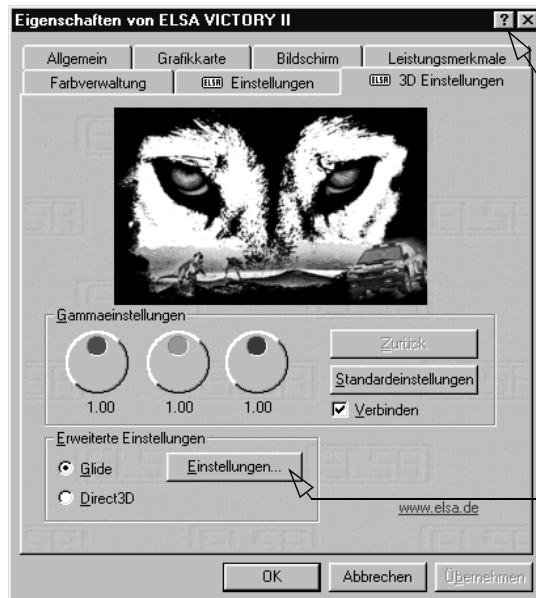 Eigenschaften von ELSA VICTORY II
Allgemein Grafikkarte Bildschirm Leistungsmerkmale
Farbverwaltung ELSA Einstellungen ELSA 3D Einstellungen
Gammaeinstellungen
Zurück
Standardeinstellungen
1.00 1.00 1.00 Verbinden
Erweiterte Einstellungen
Glide Einstellungen...
Direct3D
www.elsa.de
OK Abbrechen Übernehmen